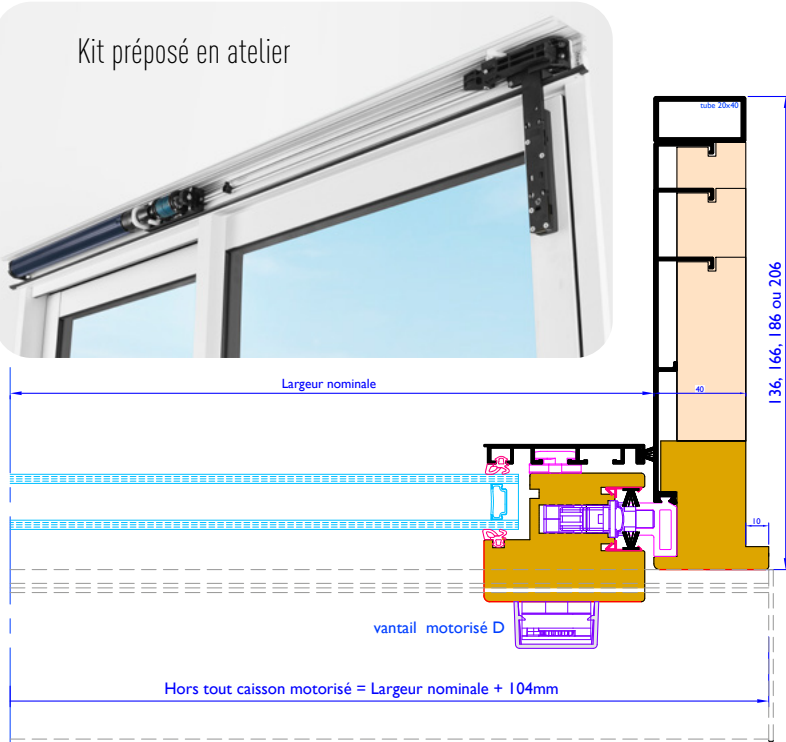 Kit préposé en atelier
tube 20x40
136, 166, 186 ou 206
Largeur nominale
40
10
vantail motorisé D
Hors tout caisson motorisé = Largeur nominale + 104mm